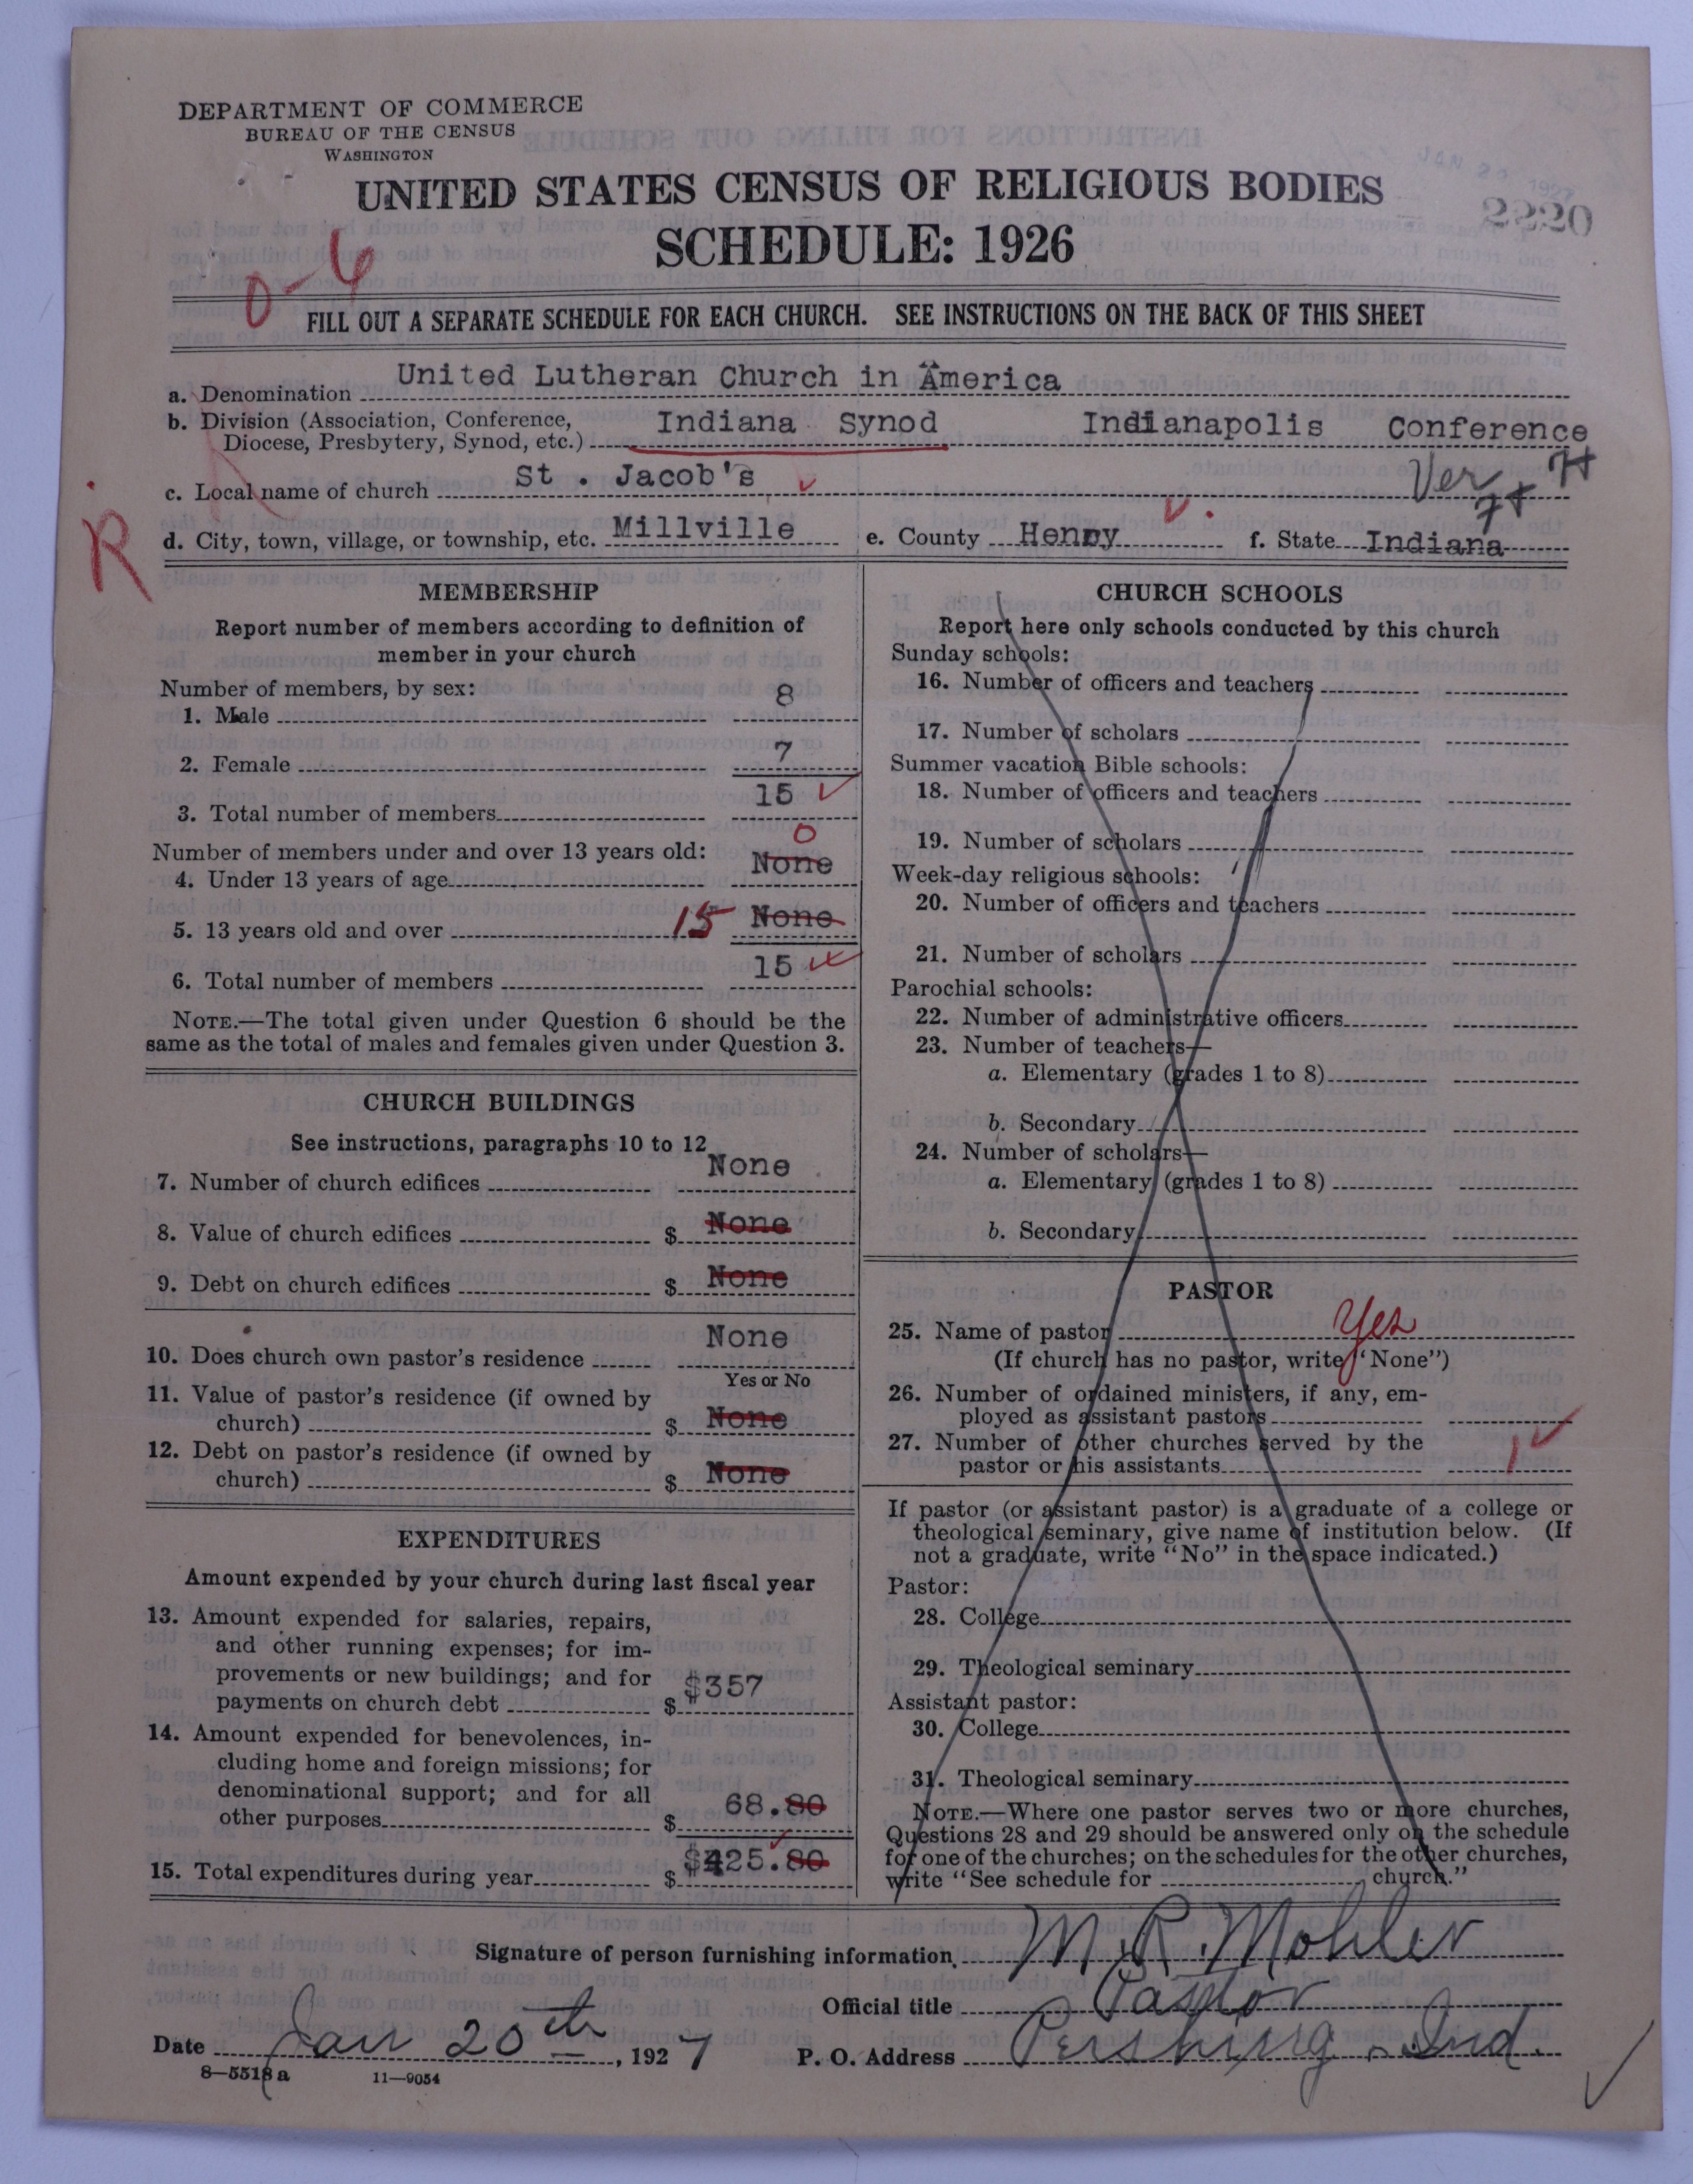 DEPARTMENT OF COMMERCE
BUREAU OF THE CENSUS
WASHINGTON
UNITED STATES CENSUS OF RELIGIOUS BODIES
2220
SCHEDULE: 1926
0-6
FILL OUT A SEPARATE SCHEDULE FOR EACH CHURCH. SEE INSTRUCTIONS ON THE BACK OF THIS SHEET
a. Denomination United Lutheran Church in America
b. Division (Association, Conference,
Diocese, Presbytery, Synod, etc.) Indiana Synod Indianapolis Conference
c. Local name of church St. Jacob's Ver
R
d. City, town, village, or township, etc. Millville e. County Henry f. State Indiana
MEMBERSHIP
Report number of members according to definition of
member in your church
Number of members, by sex:
1. Male 8
2. Female 7
3. Total number of members 15
Number of members under and over 13 years old: 0
4. Under 13 years of age None
5. 13 years old and over 15 None
6. Total number of members 15
NOTE.—The total given under Question 6 should be the
same as the total of males and females given under Question 3.
CHURCH BUILDINGS
See instructions, paragraphs 10 to 12
7. Number of church edifices None
8. Value of church edifices $ None
9. Debt on church edifices $ None
10. Does church own pastor's residence None
Yes or No
11. Value of pastor's residence (if owned by
church) $ None
12. Debt on pastor's residence (if owned by
church) $ None
EXPENDITURES
Amount expended by your church during last fiscal year
13. Amount expended for salaries, repairs,
and other running expenses; for im-
provements or new buildings; and for
payments on church debt $ $357
14. Amount expended for benevolences, in-
cluding home and foreign missions; for
denominational support; and for all
other purposes $ 68.80
15. Total expenditures during year $ $425.80
CHURCH SCHOOLS
Report here only schools conducted by this church
Sunday schools:
16. Number of officers and teachers
17. Number of scholars
Summer vacation Bible schools:
18. Number of officers and teachers
19. Number of scholars
Week-day religious schools:
20. Number of officers and teachers
21. Number of scholars
Parochial schools:
22. Number of administrative officers
23. Number of teachers—
a. Elementary (grades 1 to 8)
b. Secondary
24. Number of scholars—
a. Elementary (grades 1 to 8)
b. Secondary
PASTOR
25. Name of pastor Yes
(If church has no pastor, write "None")
26. Number of ordained ministers, if any, em-
ployed as assistant pastors
27. Number of other churches served by the
pastor or his assistants 1
If pastor (or assistant pastor) is a graduate of a college or
theological seminary, give name of institution below. (If
not a graduate, write "No" in the space indicated.)
Pastor:
28. College
29. Theological seminary
Assistant pastor:
30. College
31. Theological seminary
NOTE.—Where one pastor serves two or more churches,
Questions 28 and 29 should be answered only on the schedule
for one of the churches; on the schedules for the other churches,
write "See schedule for church."
Signature of person furnishing information M. R. Mohler
Official title Pastor
Date Jan 20th, 1927 P. O. Address Pershing, Ind.
8—5518a 11—9054